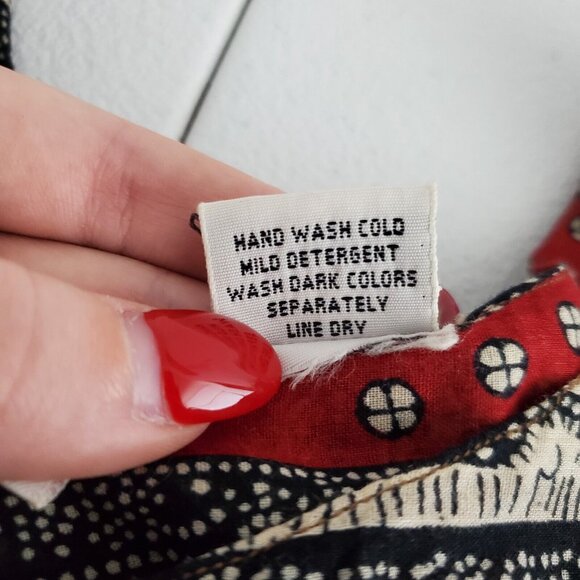 HAND WASH COLD
MILD DETERGENT
WASH DARK COLORS
SEPARATELY
LINE DRY